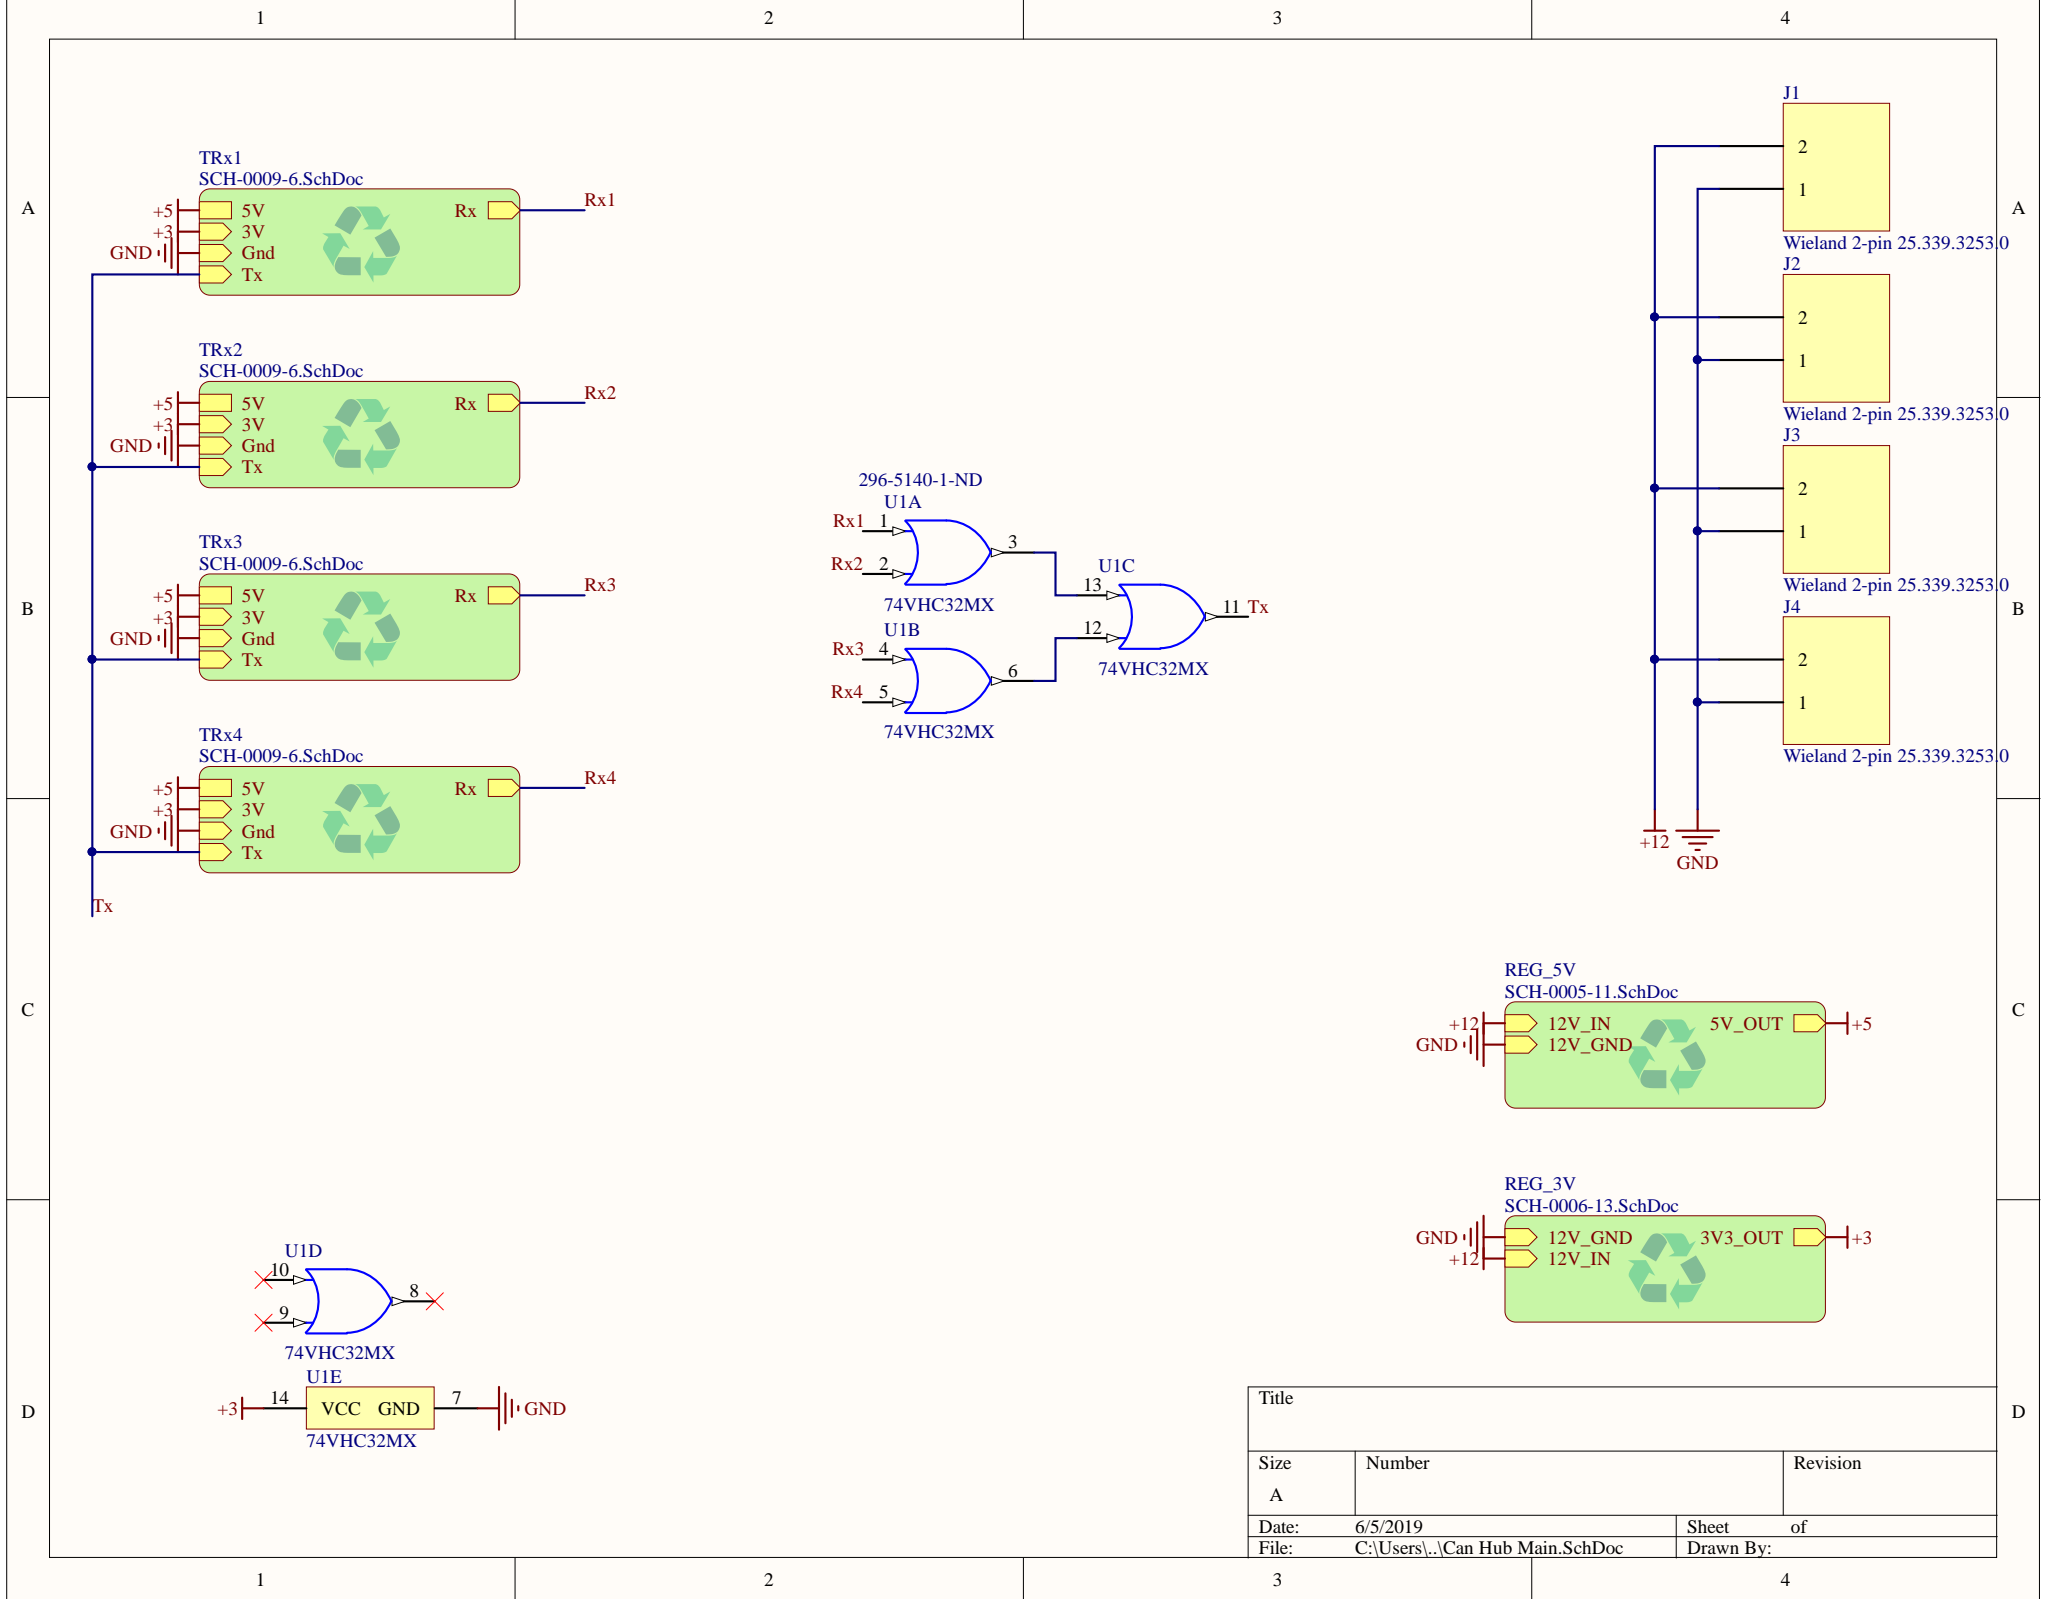 1 2 3 4
A
A
TRx1
SCH-0009-6.SchDoc
+5 5V Rx Rx1
+3 3V
GND Gnd
Tx
TRx2
SCH-0009-6.SchDoc
+5 5V Rx Rx2
+3 3V
GND Gnd
Tx
TRx3
SCH-0009-6.SchDoc
+5 5V Rx Rx3
+3 3V
GND Gnd
Tx
TRx4
SCH-0009-6.SchDoc
+5 5V Rx Rx4
+3 3V
GND Gnd
Tx
Tx
296-5140-1-ND
U1A
Rx1 1
Rx2 2
3
74VHC32MX
U1B
Rx3 4
Rx4 5
6
74VHC32MX
U1C
13
12
11 Tx
74VHC32MX
J1
2
1
Wieland 2-pin 25.339.3253.0
J2
2
1
Wieland 2-pin 25.339.3253.0
J3
2
1
Wieland 2-pin 25.339.3253.0
J4
2
1
Wieland 2-pin 25.339.3253.0
+12
GND
B
B
C
C
REG_5V
SCH-0005-11.SchDoc
+12 12V_IN 5V_OUT +5
GND 12V_GND
REG_3V
SCH-0006-13.SchDoc
GND 12V_GND 3V3_OUT +3
+12 12V_IN
U1D
10
9
8
74VHC32MX
U1E
+3 14 VCC GND 7 GND
74VHC32MX
D
D
Title
Size Number Revision
A
Date: 6/5/2019 Sheet of
File: C:\Users\..\Can Hub Main.SchDoc Drawn By:
1 2 3 4